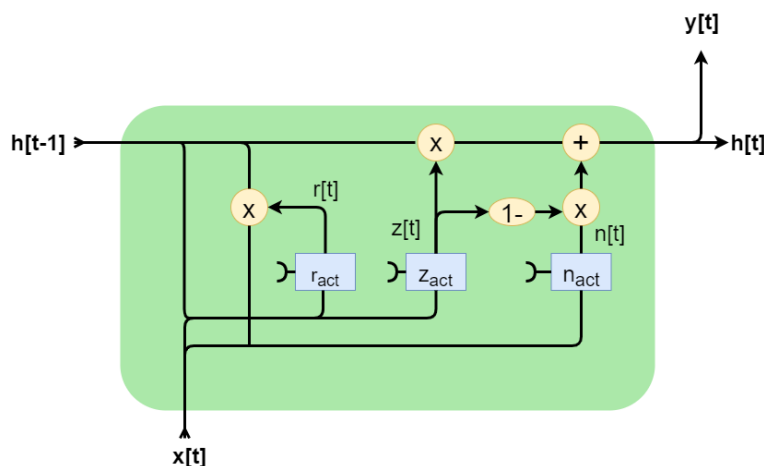 y[t]
h[t-1]
x
+
h[t]
r[t]
x
z[t]
1-
x
n[t]
r_act
z_act
n_act
x[t]